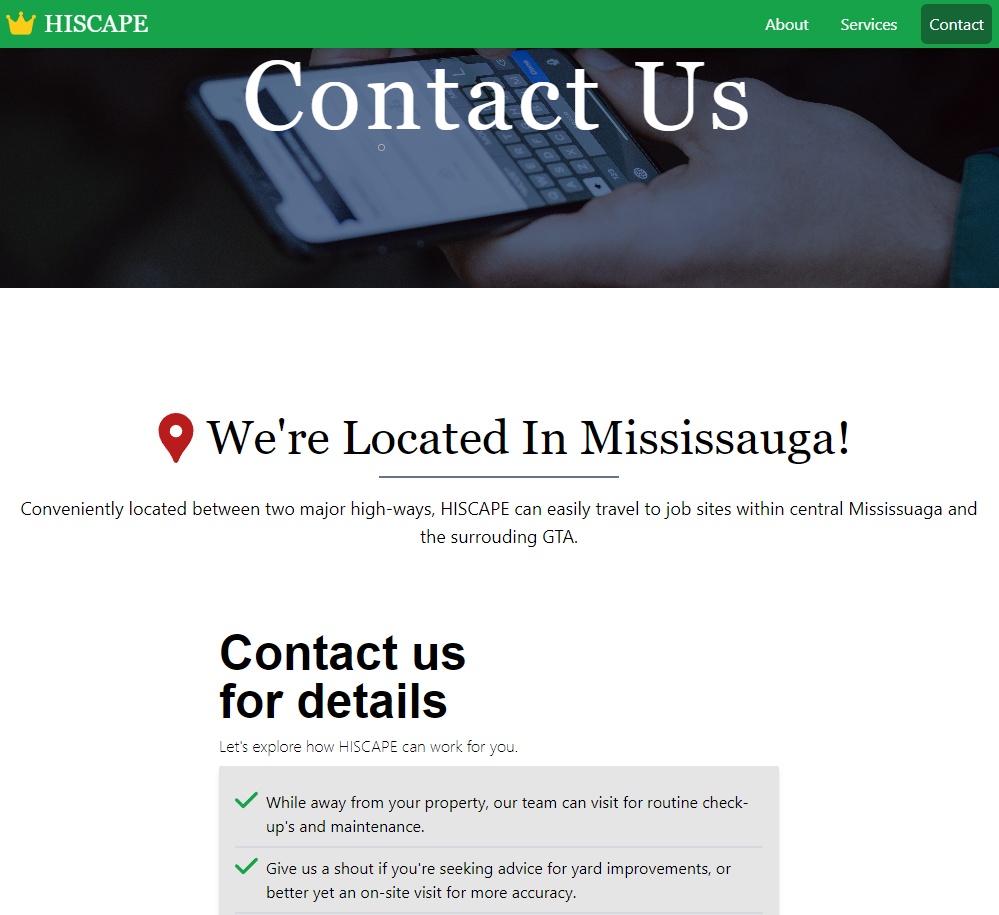 HISCAPE
About Services Contact
Contact Us
We're Located In Mississauga!
Conveniently located between two major high-ways, HISCAPE can easily travel to job sites within central Missisuaga and
the surrouding GTA.
Contact us
for details
Let's explore how HISCAPE can work for you.
While away from your property, our team can visit for routine check-
up's and maintenance.
Give us a shout if you're seeking advice for yard improvements, or
better yet an on-site visit for more accuracy.